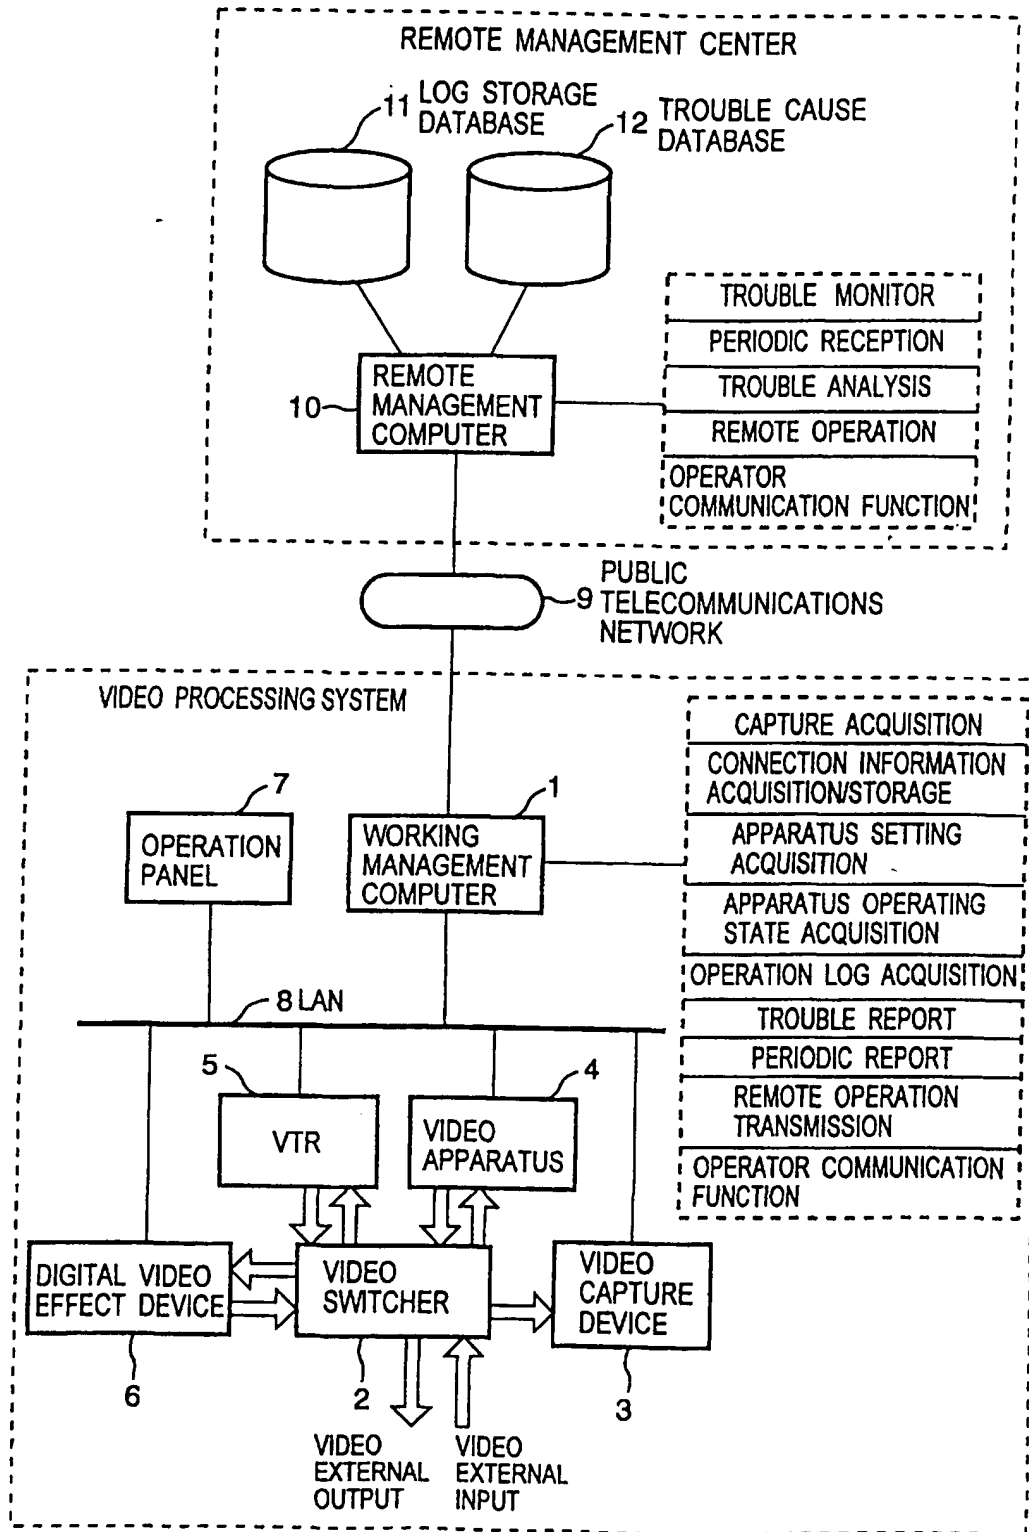 REMOTE MANAGEMENT CENTER
11 LOG STORAGE
DATABASE
12 TROUBLE CAUSE
DATABASE
TROUBLE MONITOR
PERIODIC RECEPTION
TROUBLE ANALYSIS
REMOTE OPERATION
OPERATOR
COMMUNICATION FUNCTION
10
REMOTE
MANAGEMENT
COMPUTER
9 PUBLIC
TELECOMMUNICATIONS
NETWORK
VIDEO PROCESSING SYSTEM
CAPTURE ACQUISITION
CONNECTION INFORMATION
ACQUISITION/STORAGE
APPARATUS SETTING
ACQUISITION
APPARATUS OPERATING
STATE ACQUISITION
OPERATION LOG ACQUISITION
TROUBLE REPORT
PERIODIC REPORT
REMOTE OPERATION
TRANSMISSION
OPERATOR COMMUNICATION
FUNCTION
7
OPERATION
PANEL
1
WORKING
MANAGEMENT
COMPUTER
8 LAN
5
VTR
4
VIDEO
APPARATUS
DIGITAL VIDEO
EFFECT DEVICE
6
VIDEO
SWITCHER
2
VIDEO
CAPTURE
DEVICE
3
VIDEO
EXTERNAL
OUTPUT
VIDEO
EXTERNAL
INPUT